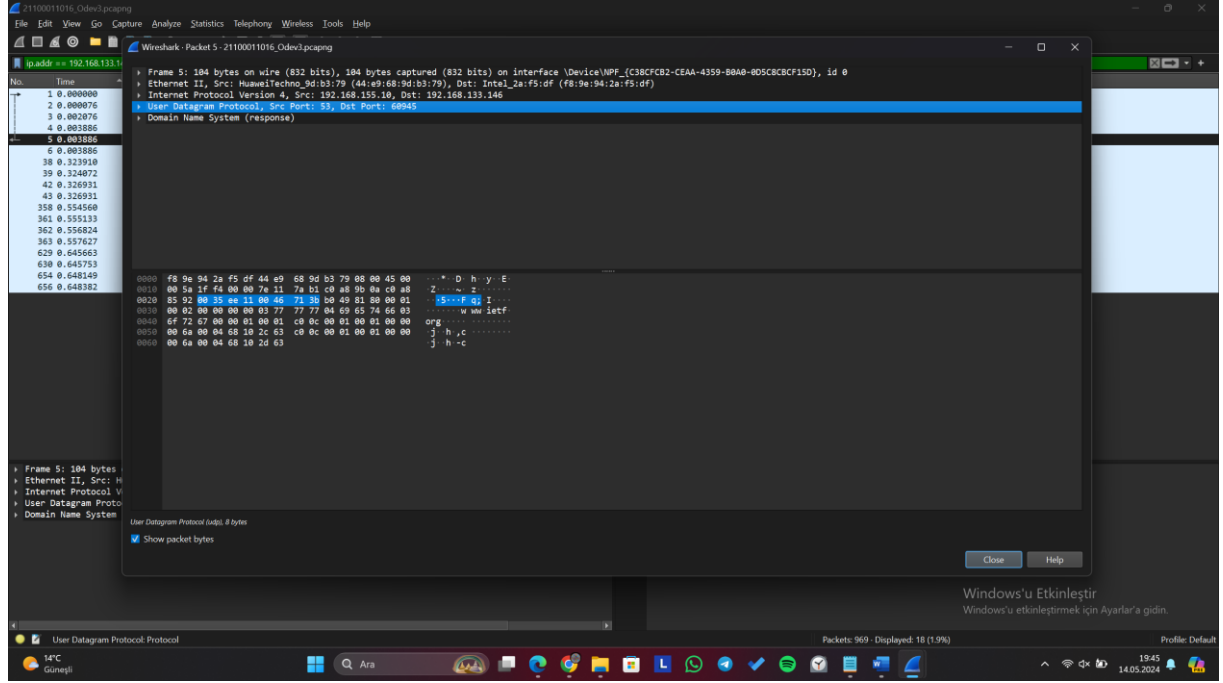 21100011016_Odev3.pcapng
File Edit View Go Capture Analyze Statistics Telephony Wireless Tools Help
Wireshark · Packet 5 · 21100011016_Odev3.pcapng
ip.addr == 192.168.133.14
No. Time
1 0.000000
2 0.000076
3 0.002076
4 0.003886
5 0.003886
6 0.003886
38 0.323910
39 0.324072
42 0.326931
43 0.326931
358 0.554560
361 0.555133
362 0.556824
363 0.557627
629 0.645663
630 0.645753
654 0.648149
656 0.648382
Frame 5: 104 bytes on wire (832 bits), 104 bytes captured (832 bits) on interface \Device\NPF_{C38CFCB2-CEAA-4359-B0A0-0D5C8CBCF15D}, id 0
Ethernet II, Src: HuaweiTechno_9d:b3:79 (44:e9:68:9d:b3:79), Dst: Intel_2a:f5:df (f8:9e:94:2a:f5:df)
Internet Protocol Version 4, Src: 192.168.155.10, Dst: 192.168.133.146
User Datagram Protocol, Src Port: 53, Dst Port: 60945
Domain Name System (response)
0000 f8 9e 94 2a f5 df 44 e9 68 9d b3 79 08 00 45 00 ···*··D· h··y··E·
0010 00 5a 1f f4 00 00 7e 11 7a b1 c0 a8 9b 0a c0 a8 ·Z····~· z·······
0020 85 92 00 35 ee 11 00 46 71 3b b0 49 81 80 00 01 ···5···F q;·I····
0030 00 02 00 00 00 00 03 77 77 77 04 69 65 74 66 03 ·······w ww·ietf·
0040 6f 72 67 00 00 01 00 01 c0 0c 00 01 00 01 00 00 org····· ········
0050 00 6a 00 04 68 10 2c 63 c0 0c 00 01 00 01 00 00 ·j··h·,c ········
0060 00 6a 00 04 68 10 2d 63 ·j··h·-c
Frame 5: 104 bytes
Ethernet II, Src: H
Internet Protocol V
User Datagram Proto
Domain Name System
User Datagram Protocol (udp), 8 bytes
Show packet bytes
Close Help
Windows'u Etkinleştir
Windows'u etkinleştirmek için Ayarlar'a gidin.
User Datagram Protocol: Protocol Packets: 969 · Displayed: 18 (1.9%) Profile: Default
14°C
Güneşli
Ara
19:45
14.05.2024